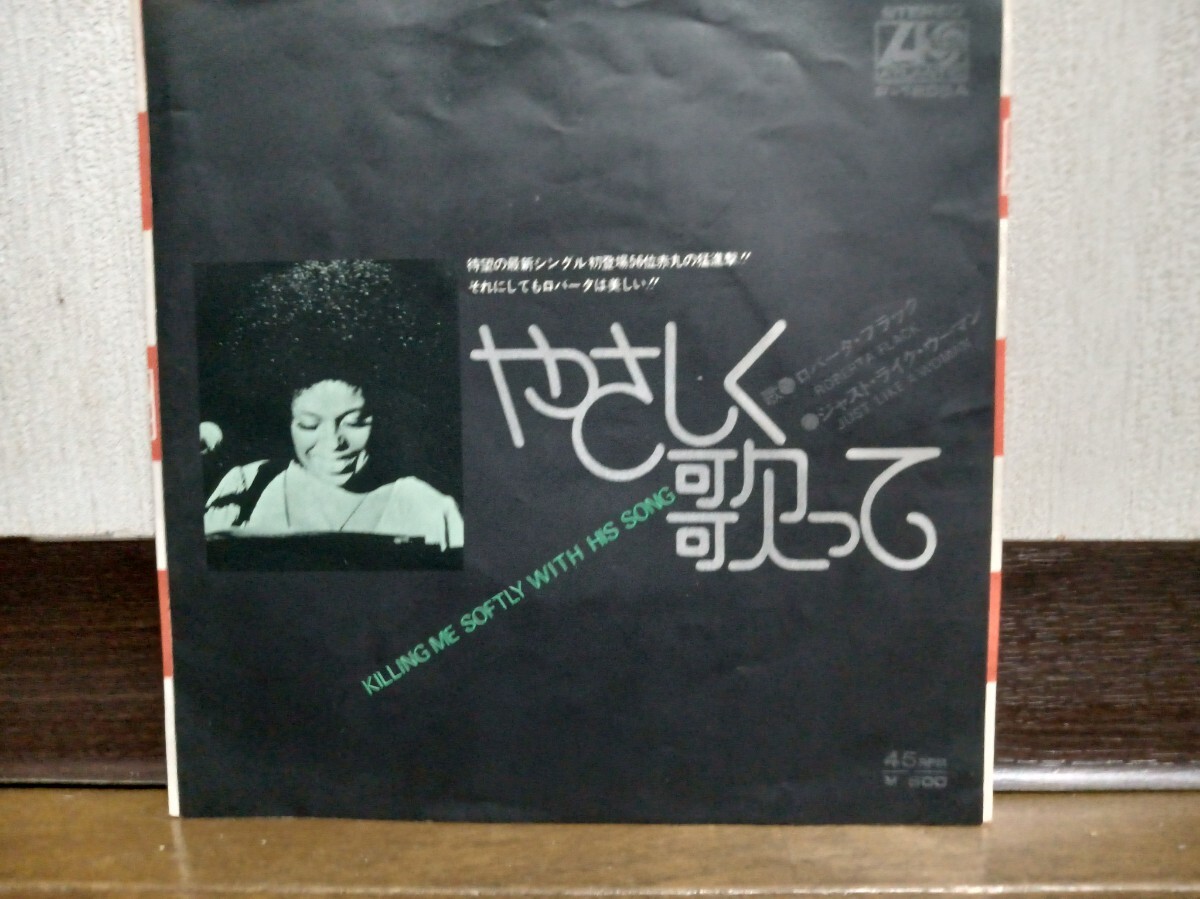 待望の最新シングル初登場56位赤丸の猛進撃!!
それにしてもロバータは美しい!!
やさしく
歌って
KILLING ME SOFTLY WITH HIS SONG
歌●ロバータ・フラック
ROBERTA FLACK
●ジャスト・ライク・ウーマン
JUST LIKE A WOMAN
STEREO
ATLANTIC
45 RPM
¥500